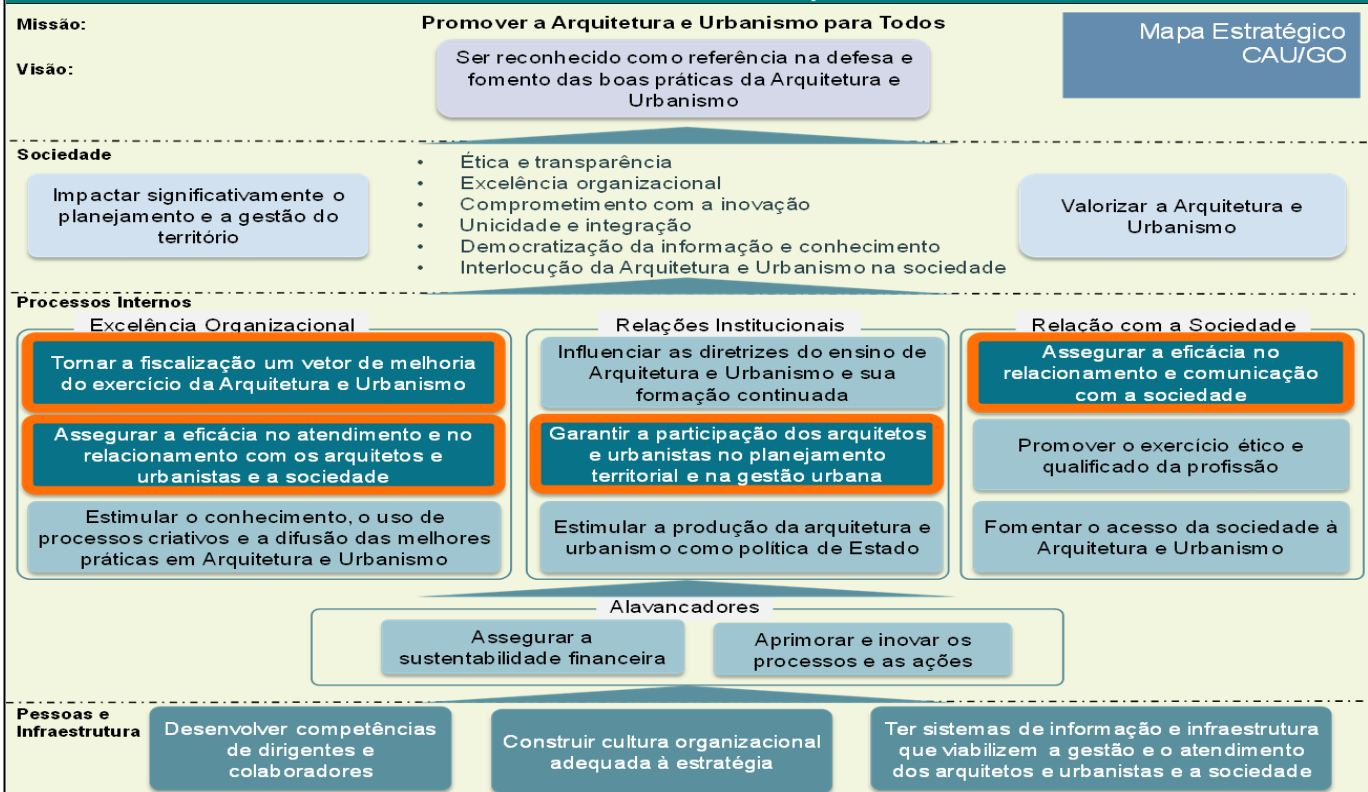 Missão:
Promover a Arquitetura e Urbanismo para Todos
Mapa Estratégico
CAU/GO
Visão:
Ser reconhecido como referência na defesa e
fomento das boas práticas da Arquitetura e
Urbanismo
Sociedade
Impactar significativamente o
planejamento e a gestão do
território
• Ética e transparência
• Excelência organizacional
• Comprometimento com a inovação
• Unicidade e integração
• Democratização da informação e conhecimento
• Interlocução da Arquitetura e Urbanismo na sociedade
Valorizar a Arquitetura e
Urbanismo
Processos Internos
Excelência Organizacional
Tornar a fiscalização um vetor de melhoria
do exercício da Arquitetura e Urbanismo
Assegurar a eficácia no atendimento e no
relacionamento com os arquitetos e
urbanistas e a sociedade
Estimular o conhecimento, o uso de
processos criativos e a difusão das melhores
práticas em Arquitetura e Urbanismo
Relações Institucionais
Influenciar as diretrizes do ensino de
Arquitetura e Urbanismo e sua
formação continuada
Garantir a participação dos arquitetos
e urbanistas no planejamento
territorial e na gestão urbana
Estimular a produção da arquitetura e
urbanismo como política de Estado
Relação com a Sociedade
Assegurar a eficácia no
relacionamento e comunicação
com a sociedade
Promover o exercício ético e
qualificado da profissão
Fomentar o acesso da sociedade à
Arquitetura e Urbanismo
Alavancadores
Assegurar a
sustentabilidade financeira
Aprimorar e inovar os
processos e as ações
Pessoas e
Infraestrutura
Desenvolver competências
de dirigentes e
colaboradores
Construir cultura organizacional
adequada à estratégia
Ter sistemas de informação e infraestrutura
que viabilizem a gestão e o atendimento
dos arquitetos e urbanistas e a sociedade